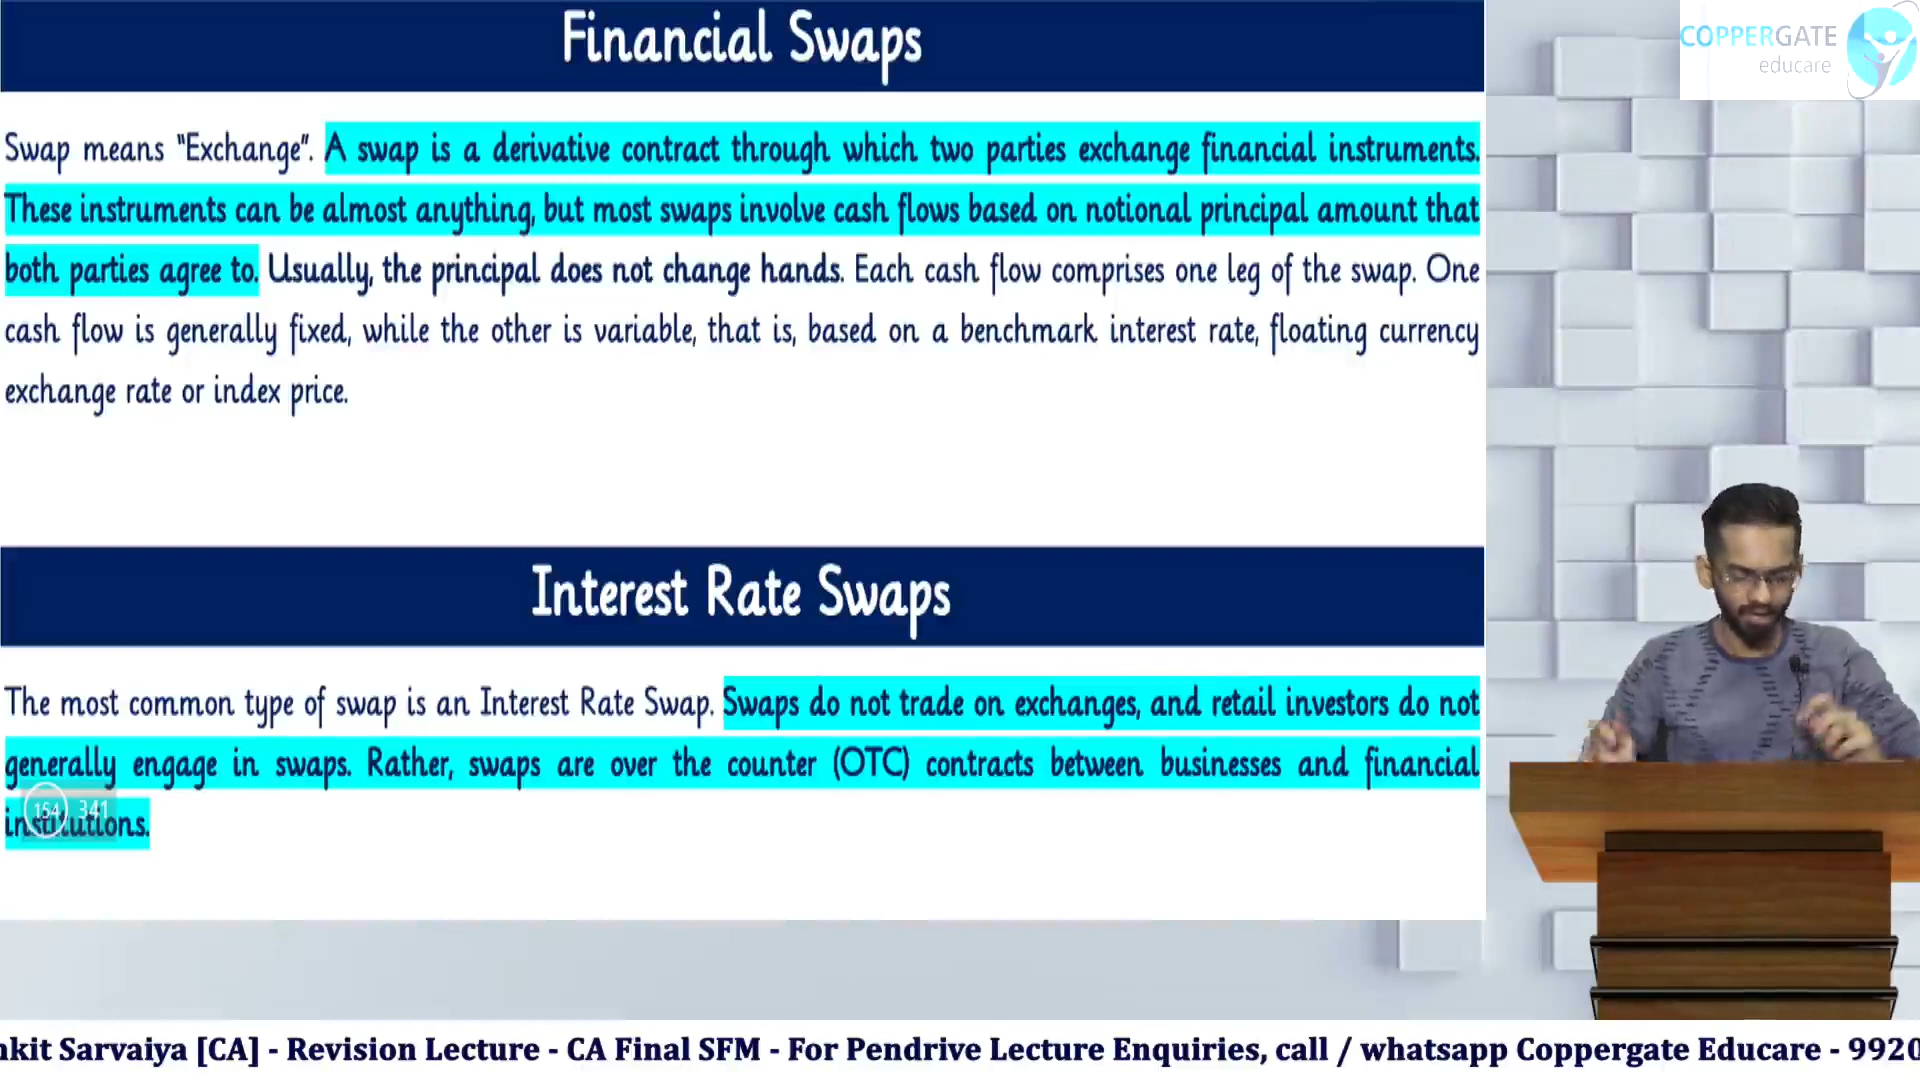 Financial Swaps
COPPERGATE
educare
Swap means "Exchange". A swap is a derivative contract through which two parties exchange financial instruments.
These instruments can be almost anything, but most swaps involve cash flows based on notional principal amount that
both parties agree to. Usually, the principal does not change hands. Each cash flow comprises one leg of the swap. One
cash flow is generally fixed, while the other is variable, that is, based on a benchmark interest rate, floating currency
exchange rate or index price.
Interest Rate Swaps
The most common type of swap is an Interest Rate Swap. Swaps do not trade on exchanges, and retail investors do not
generally engage in swaps. Rather, swaps are over the counter (OTC) contracts between businesses and financial
institutions.
154 341
nkit Sarvaiya [CA] - Revision Lecture - CA Final SFM - For Pendrive Lecture Enquiries, call / whatsapp Coppergate Educare - 9920